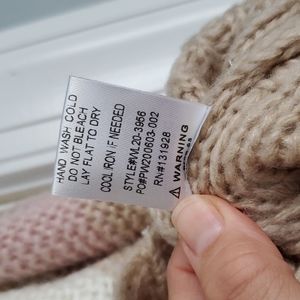 HAND WASH COLD
DO NOT BLEACH
LAY FLAT TO DRY
COOL IRON IF NEEDED
STYLE#WL20-3956
PO#PW200603-002
RN#131928
WARNING